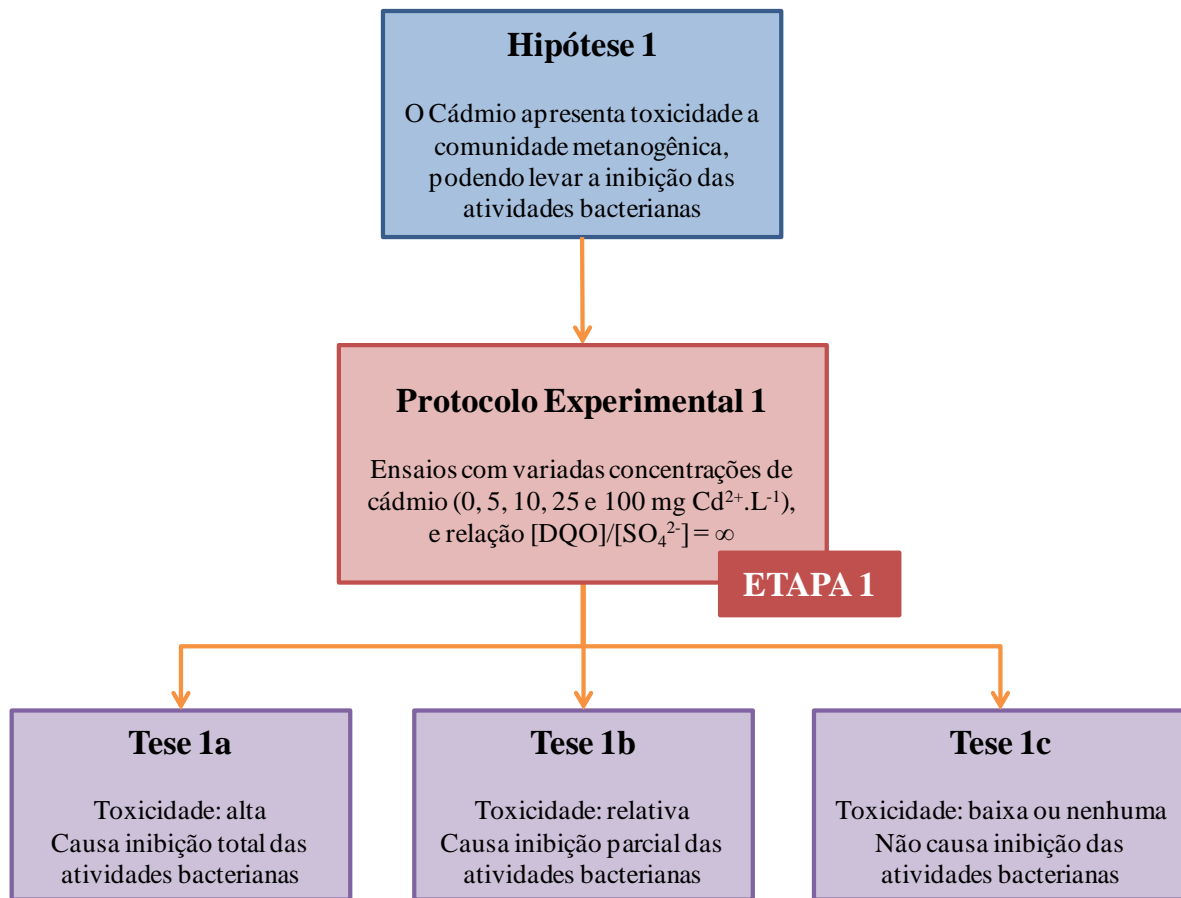 Hipótese 1
O Cádmio apresenta toxicidade a
comunidade metanogênica,
podendo levar a inibição das
atividades bacterianas
Protocolo Experimental 1
Ensaios com variadas concentrações de
cádmio (0, 5, 10, 25 e 100 mg Cd²⁺.L⁻¹),
e relação [DQO]/[SO₄²⁻] = ∞
ETAPA 1
Tese 1a
Toxicidade: alta
Causa inibição total das
atividades bacterianas
Tese 1b
Toxicidade: relativa
Causa inibição parcial das
atividades bacterianas
Tese 1c
Toxicidade: baixa ou nenhuma
Não causa inibição das
atividades bacterianas